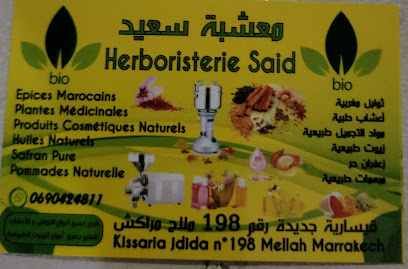 معشبة سعيد
Herboristerie Said
bio
bio
Epices Marocains
Plantes Médicinales
Produits Cosmétiques Naturels
Huiles Naturels
Safran Pure
Pommades Naturelle
توابل مغربية
أعشاب طبية
مواد التجميل طبيعية
زيوت طبيعية
زعفران حر
مرهمات طبيعية
0690424811
قيسارية جديدة رقم 198 ملاح مراكش
Kissaria Jdida n°198 Mellah Marrakech